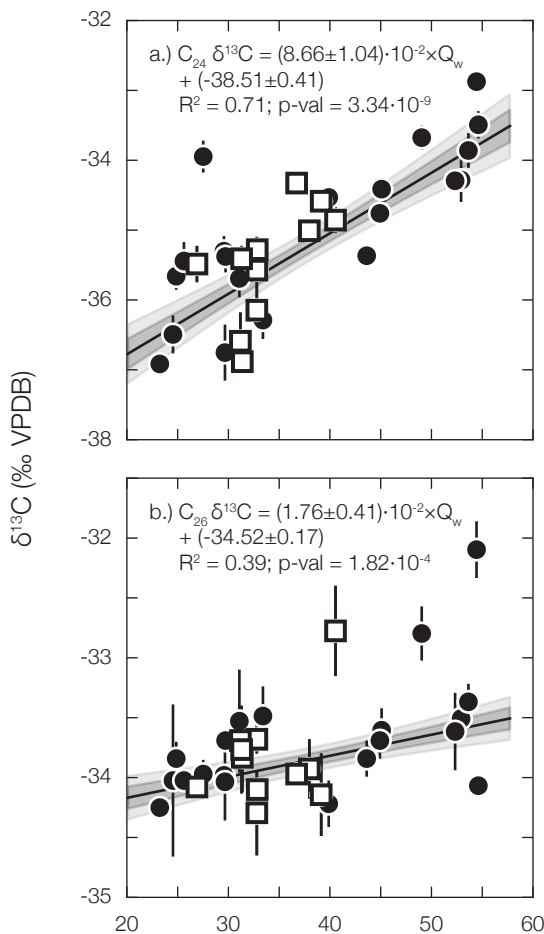 -32
a.) C₂₄ δ¹³C = (8.66±1.04)·10⁻²×Q_w
+ (-38.51±0.41)
R² = 0.71; p-val = 3.34·10⁻⁹
-34
-36
-38
δ¹³C (‰ VPDB)
b.) C₂₆ δ¹³C = (1.76±0.41)·10⁻²×Q_w
+ (-34.52±0.17)
R² = 0.39; p-val = 1.82·10⁻⁴
-32
-33
-34
-35
20 30 40 50 60